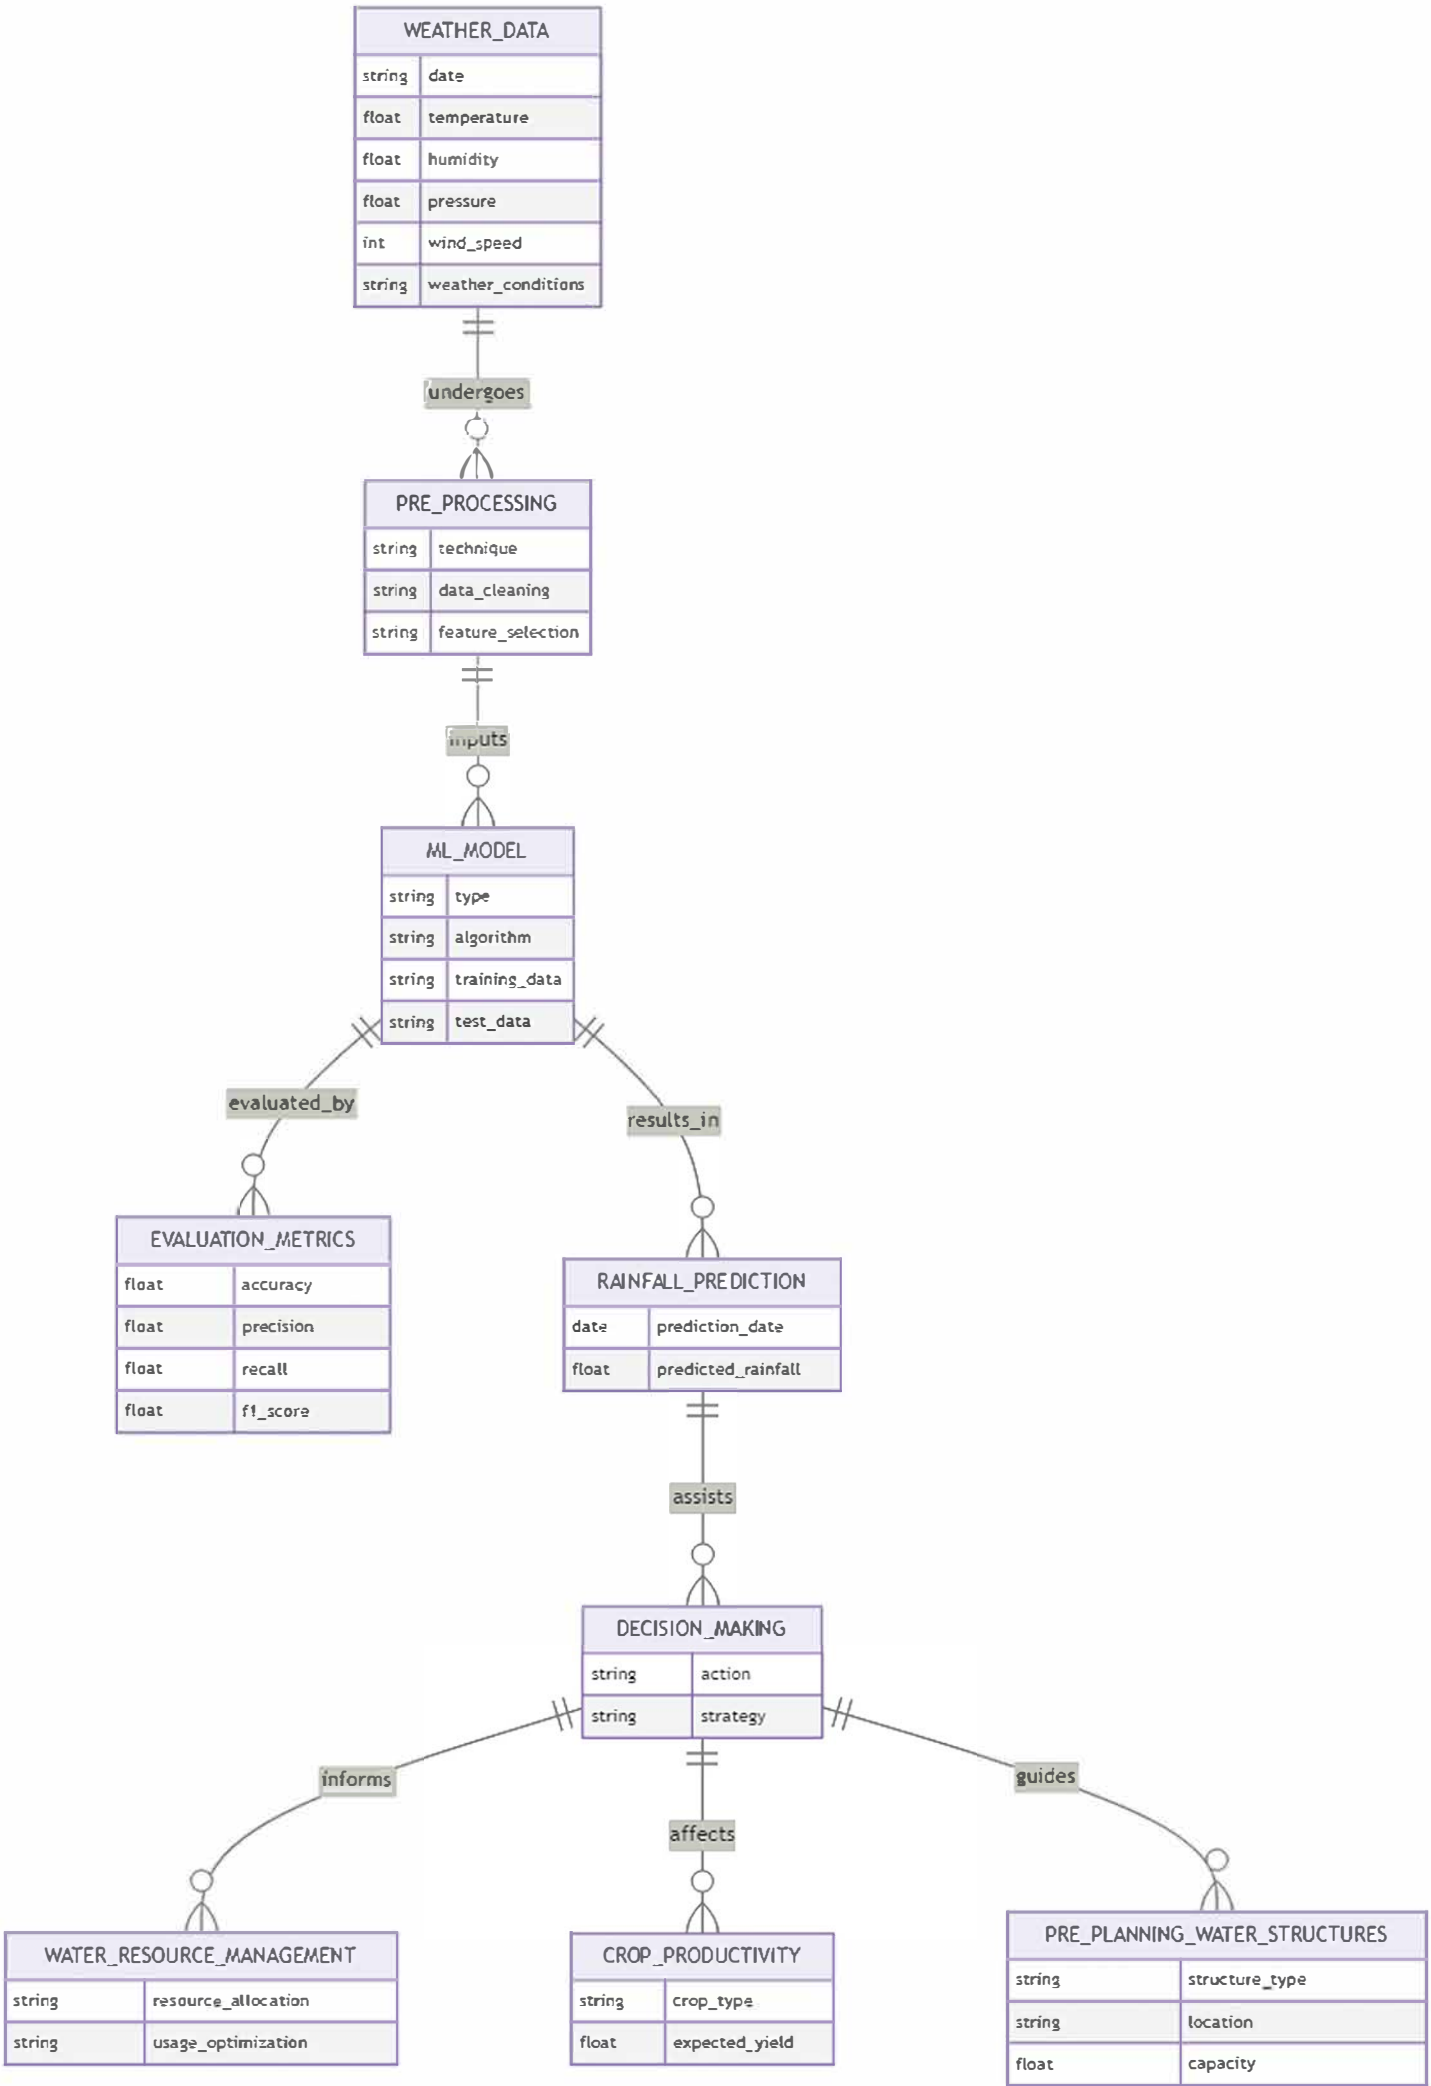 WEATHER_DATA
string date
float temperature
float humidity
float pressure
int wind_speed
string weather_conditions
undergoes
PRE_PROCESSING
string technique
string data_cleaning
string feature_selection
inputs
ML_MODEL
string type
string algorithm
string training_data
string test_data
evaluated_by
results_in
EVALUATION_METRICS
float accuracy
float precision
float recall
float f1_score
RAINFALL_PREDICTION
date prediction_date
float predicted_rainfall
assists
DECISION_MAKING
string action
string strategy
informs
affects
guides
WATER_RESOURCE_MANAGEMENT
string resource_allocation
string usage_optimization
CROP_PRODUCTIVITY
string crop_type
float expected_yield
PRE_PLANNING_WATER_STRUCTURES
string structure_type
string location
float capacity